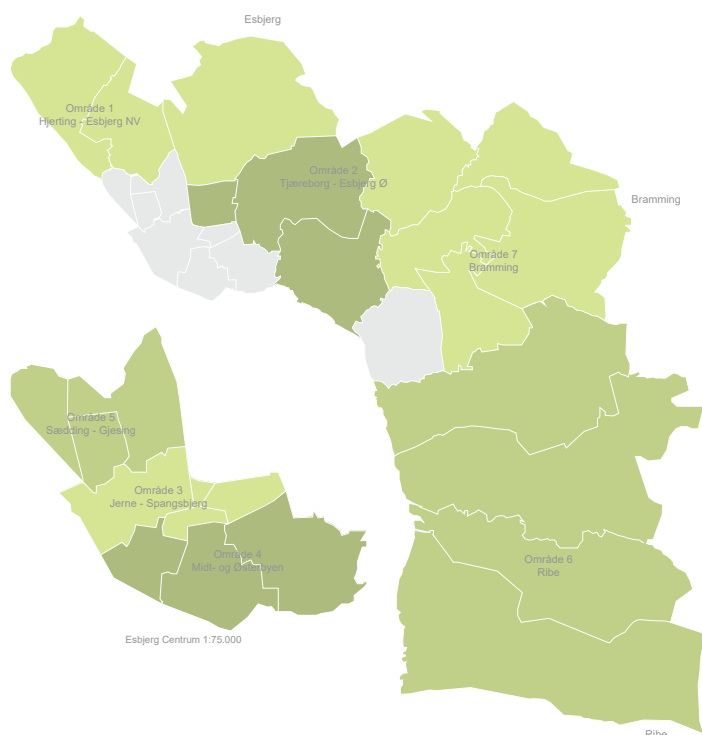 Esbjerg
Område 1
Hjerting - Esbjerg NV
Område 2
Tjæreborg - Esbjerg Ø
Bramming
Område 7
Bramming
Område 5
Sædding - Gjesing
Område 3
Jerne - Spangsbjerg
Område 4
Midt- og Østerbyen
Område 6
Ribe
Esbjerg Centrum 1:75.000
Ribe